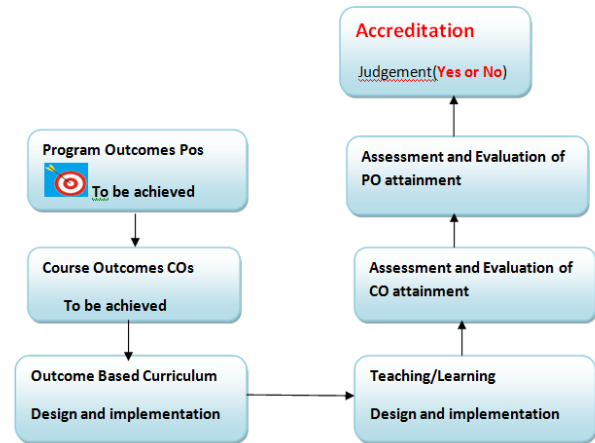 Program Outcomes Pos
To be achieved
Course Outcomes COs
To be achieved
Outcome Based Curriculum
Design and implementation
Teaching/Learning
Design and implementation
Assessment and Evaluation of
CO attainment
Assessment and Evaluation of
PO attainment
Accreditation
Judgement(Yes or No)